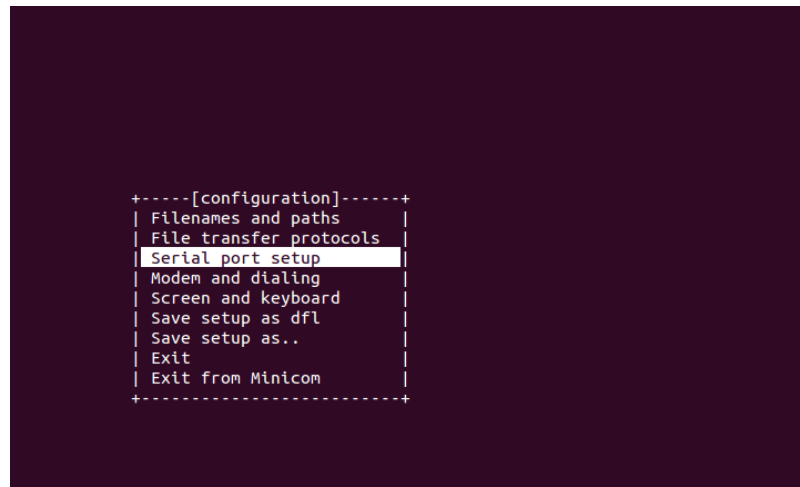 +-----[configuration]------+
| Filenames and paths      |
| File transfer protocols  |
| Serial port setup        |
| Modem and dialing        |
| Screen and keyboard      |
| Save setup as dfl        |
| Save setup as..          |
| Exit                     |
| Exit from Minicom        |
+--------------------------+